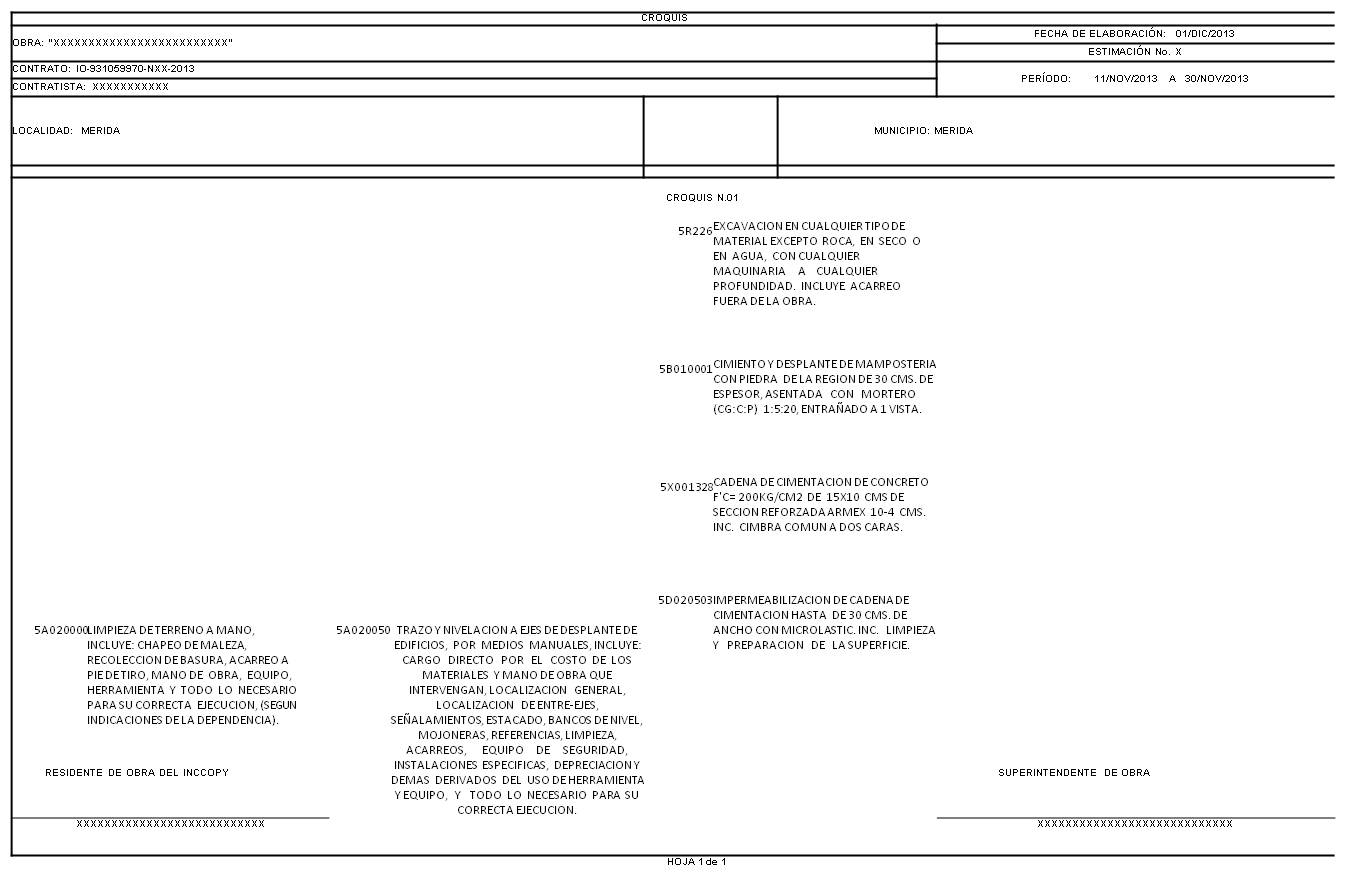 CROQUIS
OBRA: "XXXXXXXXXXXXXXXXXXXXXXXXX"
FECHA DE ELABORACIÓN: 01/DIC/2013
ESTIMACIÓN No. X
CONTRATO: IO-931059970-NXX-2013
CONTRATISTA: XXXXXXXXXXX
PERÍODO: 11/NOV/2013 A 30/NOV/2013
LOCALIDAD: MERIDA
MUNICIPIO: MERIDA
CROQUIS N.01
5R226 EXCAVACION EN CUALQUIER TIPO DE
MATERIAL EXCEPTO ROCA, EN SECO O
EN AGUA, CON CUALQUIER
MAQUINARIA A CUALQUIER
PROFUNDIDAD. INCLUYE ACARREO
FUERA DE LA OBRA.
5B010001 CIMIENTO Y DESPLANTE DE MAMPOSTERIA
CON PIEDRA DE LA REGION DE 30 CMS. DE
ESPESOR, ASENTADA CON MORTERO
(CG:C:P) 1:5:20, ENTRAÑADO A 1 VISTA.
5X001328 CADENA DE CIMENTACION DE CONCRETO
F'C= 200KG/CM2 DE 15X10 CMS DE
SECCION REFORZADA ARMEX 10-4 CMS.
INC. CIMBRA COMUN A DOS CARAS.
5D020503 IMPERMEABILIZACION DE CADENA DE
CIMENTACION HASTA DE 30 CMS. DE
ANCHO CON MICROLASTIC. INC. LIMPIEZA
Y PREPARACION DE LA SUPERFICIE.
5A020000 LIMPIEZA DE TERRENO A MANO,
INCLUYE: CHAPEO DE MALEZA,
RECOLECCION DE BASURA, ACARREO A
PIE DE TIRO, MANO DE OBRA, EQUIPO,
HERRAMIENTA Y TODO LO NECESARIO
PARA SU CORRECTA EJECUCION, (SEGUN
INDICACIONES DE LA DEPENDENCIA).
5A020050 TRAZO Y NIVELACION A EJES DE DESPLANTE DE
EDIFICIOS, POR MEDIOS MANUALES, INCLUYE:
CARGO DIRECTO POR EL COSTO DE LOS
MATERIALES Y MANO DE OBRA QUE
INTERVENGAN, LOCALIZACION GENERAL,
LOCALIZACION DE ENTRE-EJES,
SEÑALAMIENTOS, ESTACADO, BANCOS DE NIVEL,
MOJONERAS, REFERENCIAS, LIMPIEZA,
ACARREOS, EQUIPO DE SEGURIDAD,
INSTALACIONES ESPECIFICAS, DEPRECIACION Y
DEMAS DERIVADOS DEL USO DE HERRAMIENTA
Y EQUIPO, Y TODO LO NECESARIO PARA SU
CORRECTA EJECUCION.
RESIDENTE DE OBRA DEL INCCOPY
XXXXXXXXXXXXXXXXXXXXXXXXXXX
SUPERINTENDENTE DE OBRA
XXXXXXXXXXXXXXXXXXXXXXXXXXXX
HOJA 1 de 1